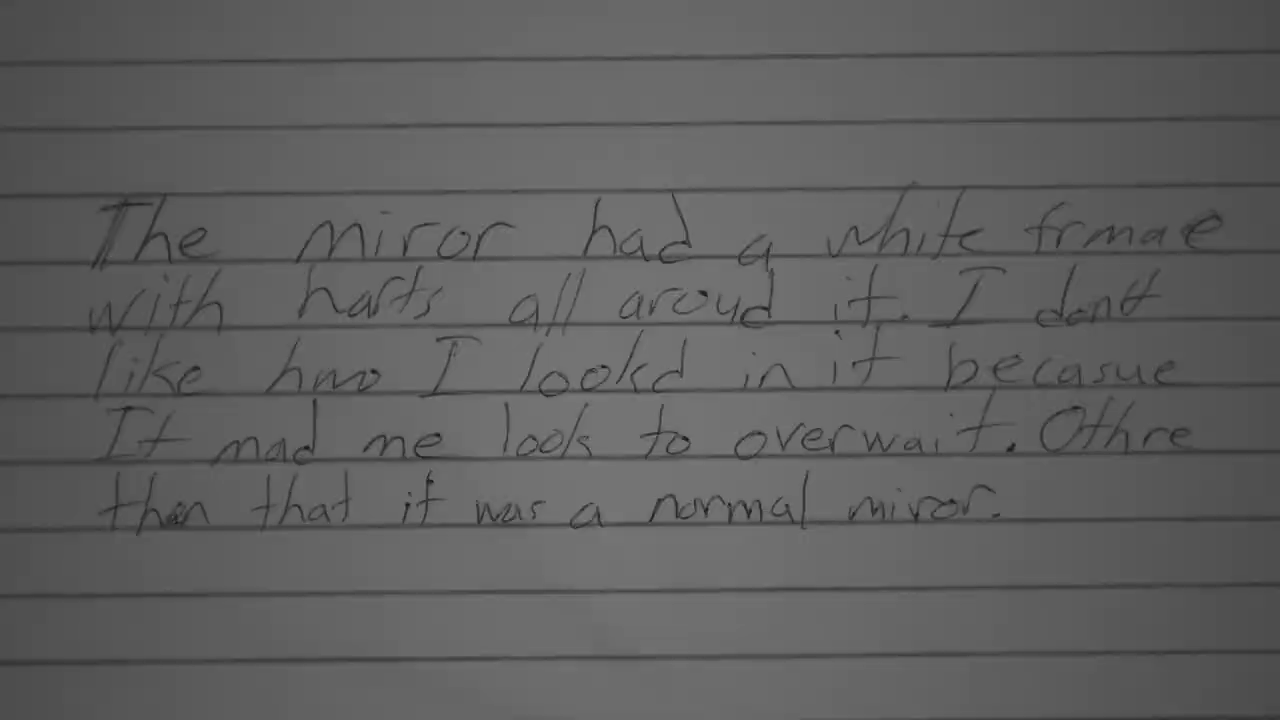 The miror had a white frmae
with harts all aroud it. I dont
like hwo I lookd in it becasue
It mad me look to overwait. Othre
then that it was a normal miror.